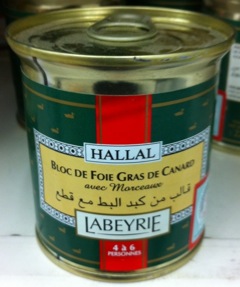 HALLAL
BLOC DE FOIE GRAS DE CANARD
avec Morceaux
قالب من كبد البط مع قطع
LABEYRIE
4 à 6
PERSONNES